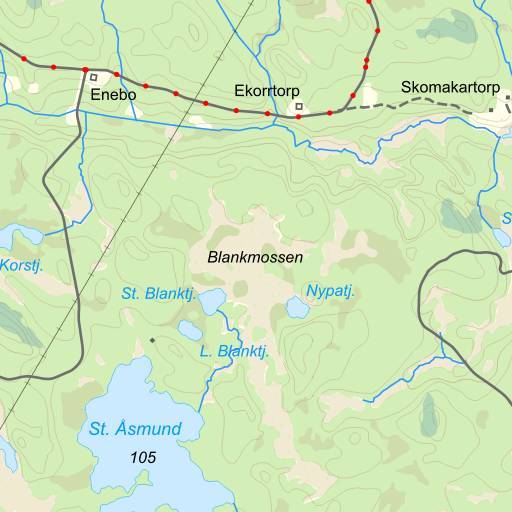 Enebo
Ekorrtorp
Skomakartorp
S
Korstj.
Blankmossen
St. Blanktj.
Nypatj.
L. Blanktj.
St. Åsmund
105